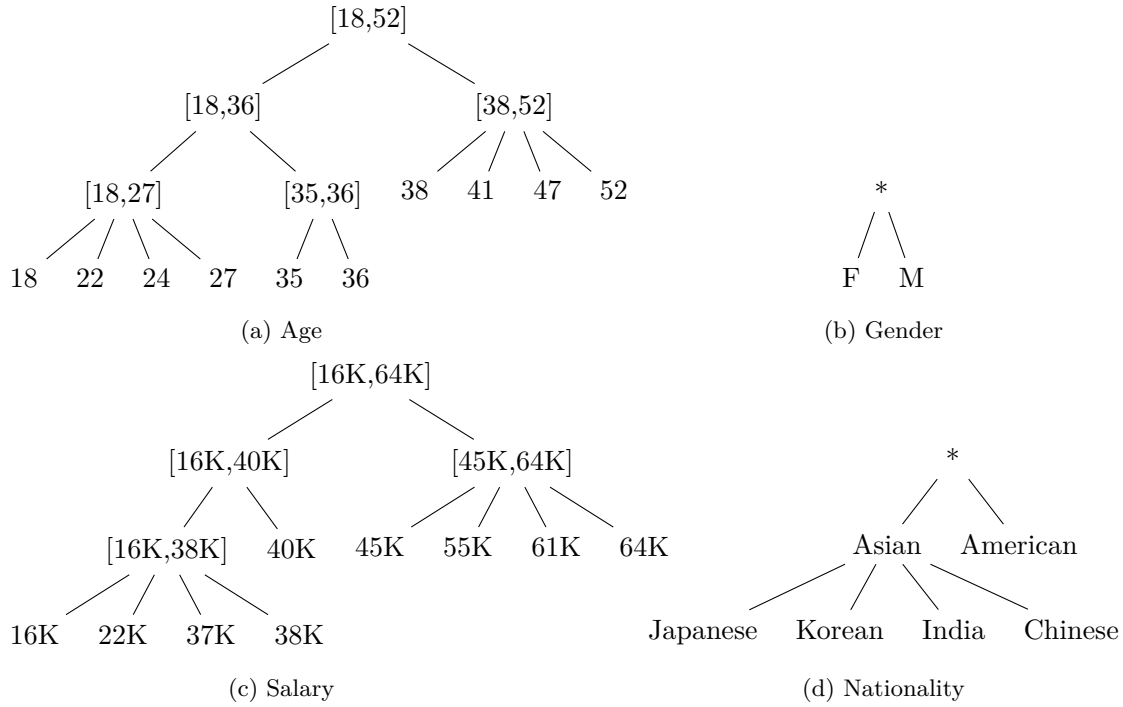 [18,52]
[18,36] [38,52]
[18,27] [35,36] 38 41 47 52
18 22 24 27 35 36
(a) Age
*
F M
(b) Gender
[16K,64K]
[16K,40K] [45K,64K]
[16K,38K] 40K 45K 55K 61K 64K
16K 22K 37K 38K
(c) Salary
*
Asian American
Japanese Korean India Chinese
(d) Nationality